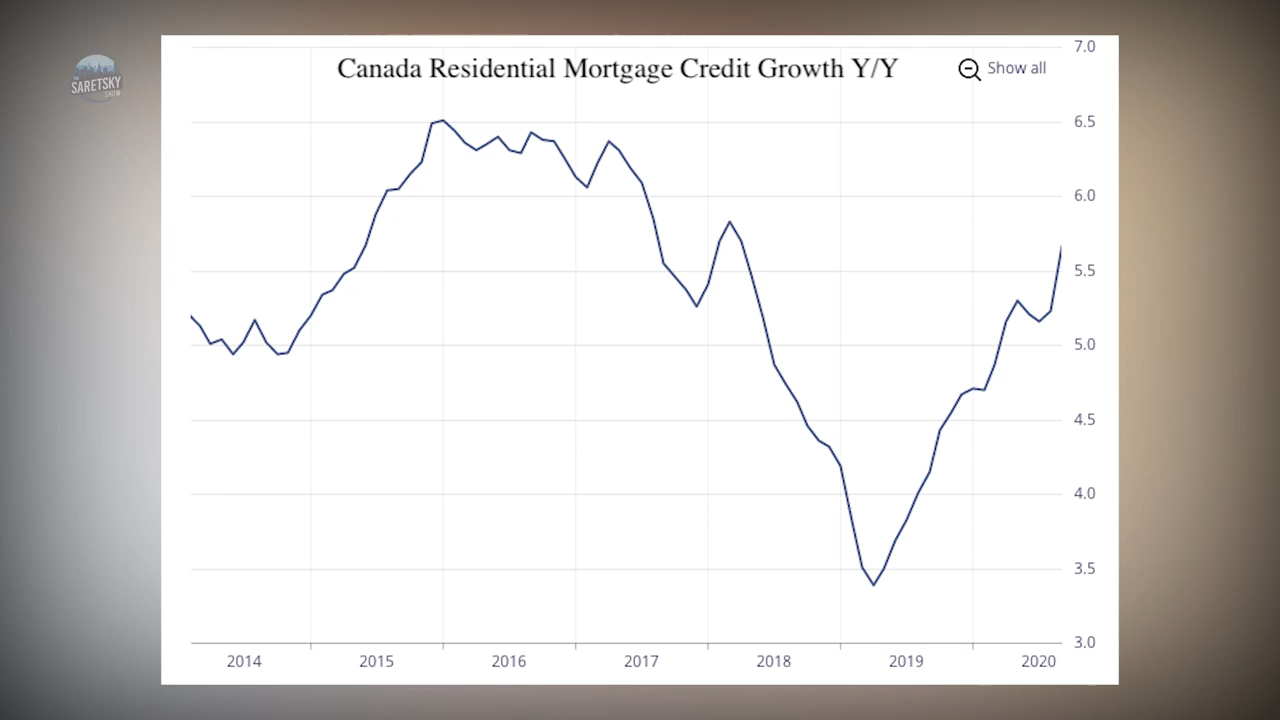 THE
SARETSKY
SHOW
Canada Residential Mortgage Credit Growth Y/Y
Show all
7.0
6.5
6.0
5.5
5.0
4.5
4.0
3.5
3.0
2014 2015 2016 2017 2018 2019 2020